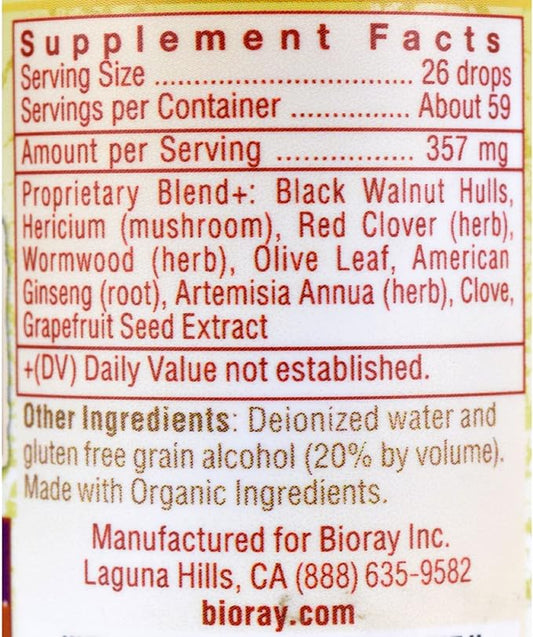 Supplement Facts
Serving Size ................................. 26 drops
Servings per Container ............... About 59
Amount per Serving ................. 357 mg
Proprietary Blend+: Black Walnut Hulls,
Hericium (mushroom), Red Clover (herb),
Wormwood (herb), Olive Leaf, American
Ginseng (root), Artemisia Annua (herb), Clove,
Grapefruit Seed Extract
+(DV) Daily Value not established.
Other Ingredients: Deionized water and
gluten free grain alcohol (20% by volume).
Made with Organic Ingredients.
Manufactured for Bioray Inc.
Laguna Hills, CA (888) 635-9582
bioray.com